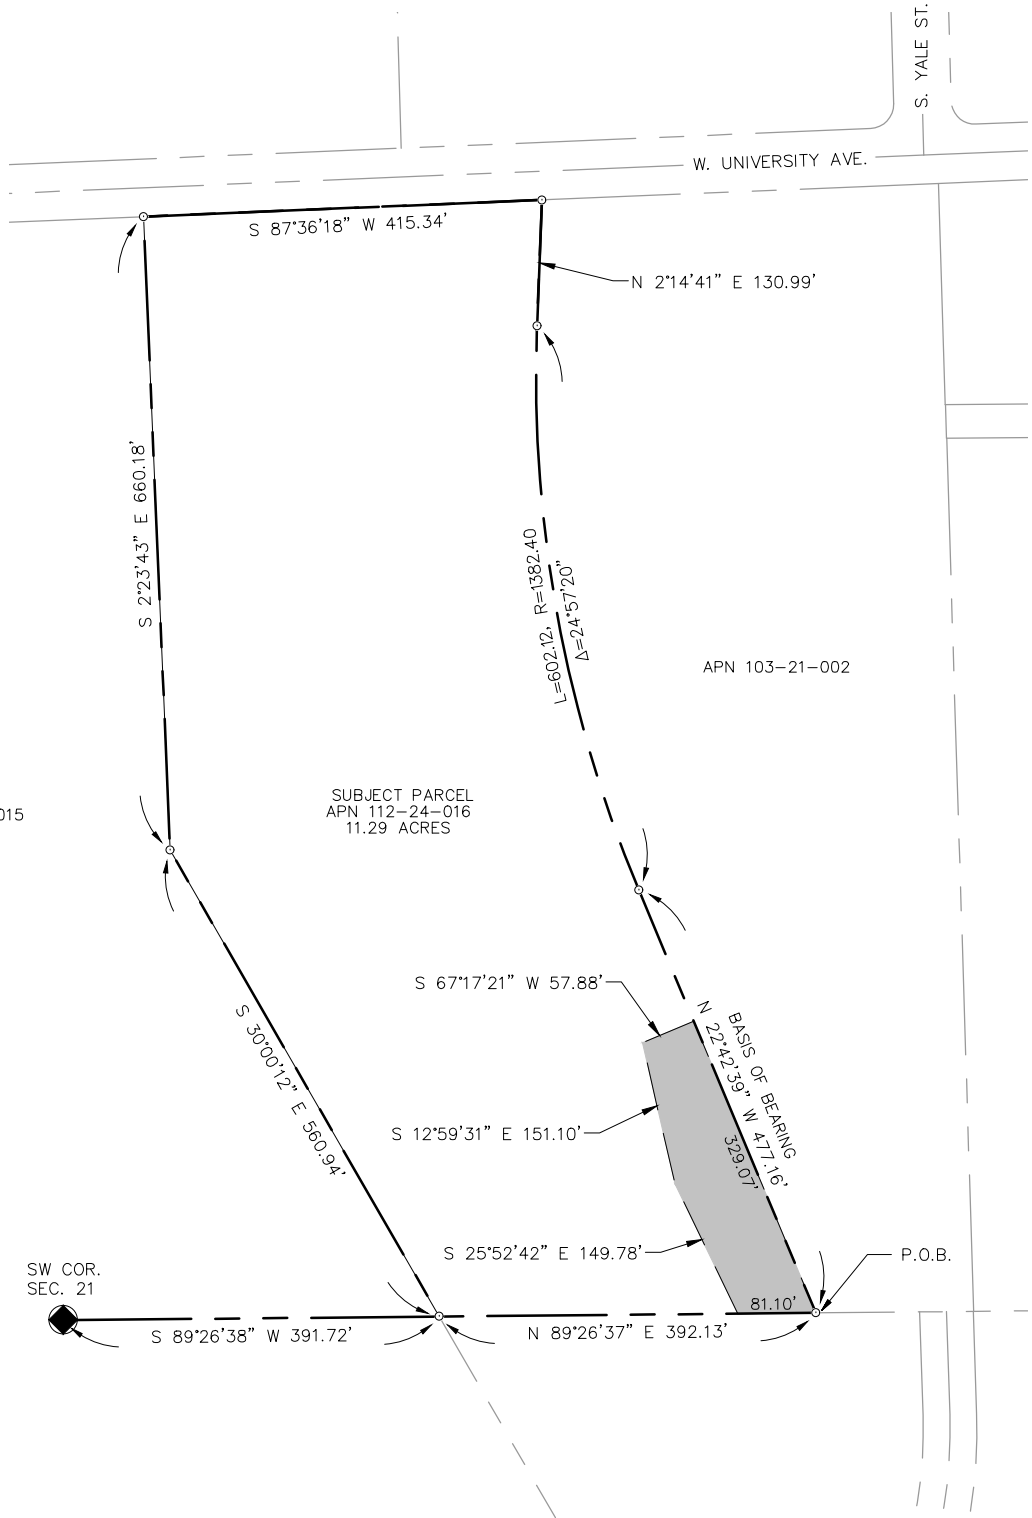 S. YALE ST.
W. UNIVERSITY AVE.
S 87°36'18" W 415.34'
N 2°14'41" E 130.99'
S 2°23'43" E 660.18'
L=602.12, R=1382.40
Δ=24°57'20"
APN 103-21-002
015
SUBJECT PARCEL
APN 112-24-016
11.29 ACRES
S 67°17'21" W 57.88'
BASIS OF BEARING
N 22°42'39" W 477.16'
329.07'
S 30°00'12" E 560.94'
S 12°59'31" E 151.10'
S 25°52'42" E 149.78'
P.O.B.
SW COR.
SEC. 21
81.10'
S 89°26'38" W 391.72'
N 89°26'37" E 392.13'